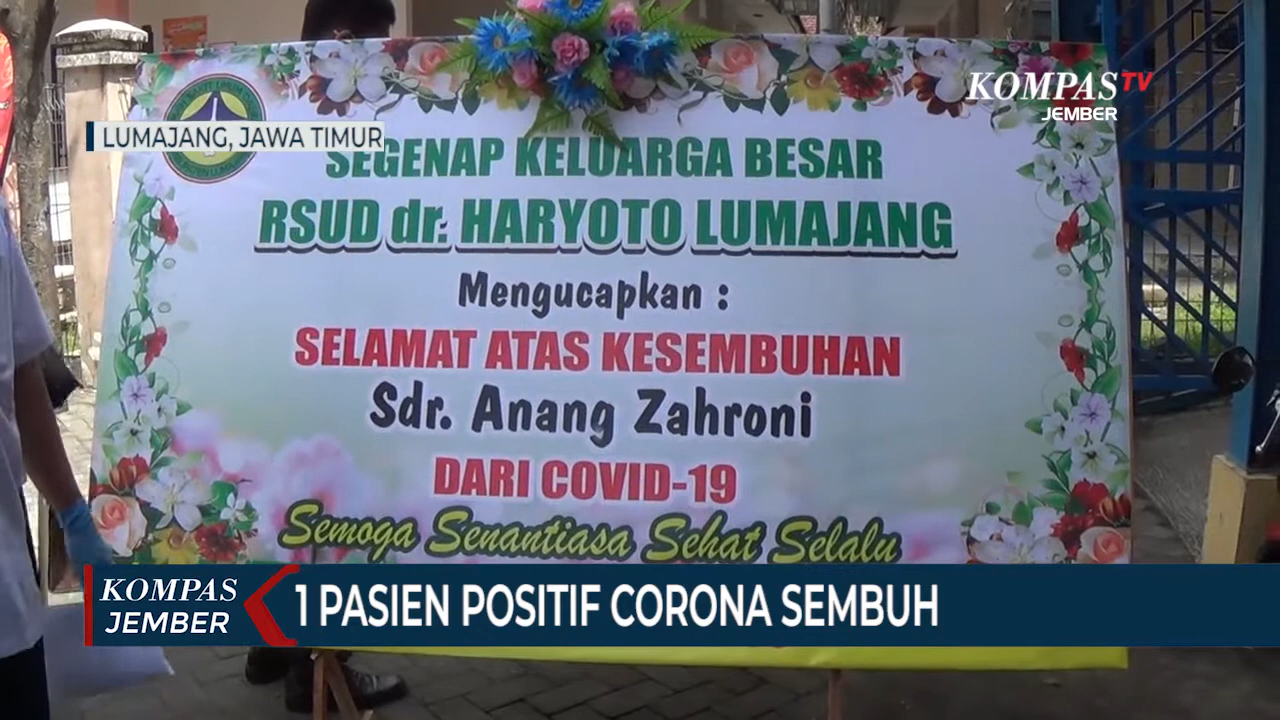 KOMPAS TV
JEMBER
LUMAJANG, JAWA TIMUR
SEGENAP KELUARGA BESAR
RSUD dr. HARYOTO LUMAJANG
Mengucapkan :
SELAMAT ATAS KESEMBUHAN
Sdr. Anang Zahroni
DARI COVID-19
Semoga Senantiasa Sehat Selalu
KOMPAS
JEMBER
1 PASIEN POSITIF CORONA SEMBUH